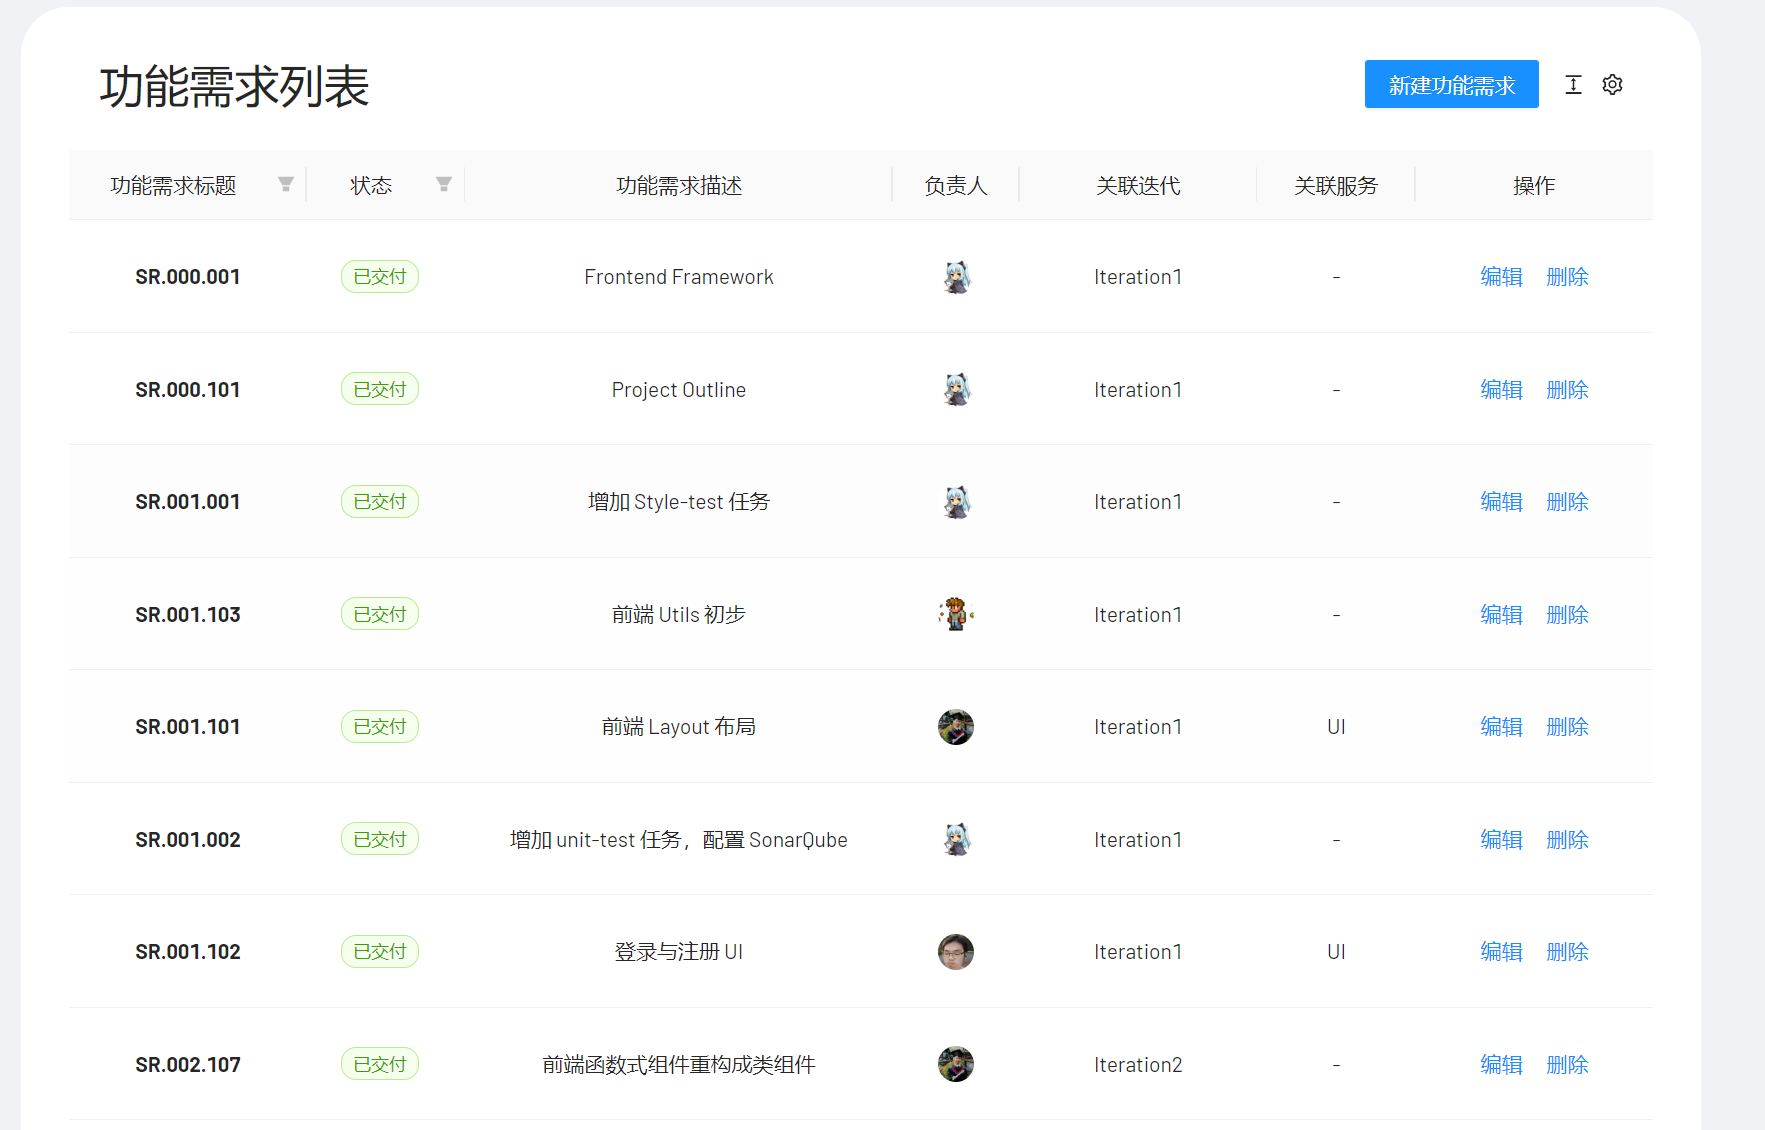 功能需求列表
新建功能需求
功能需求标题 状态 功能需求描述 负责人 关联迭代 关联服务 操作
SR.000.001 已交付 Frontend Framework Iteration1 - 编辑 删除
SR.000.101 已交付 Project Outline Iteration1 - 编辑 删除
SR.001.001 已交付 增加 Style-test 任务 Iteration1 - 编辑 删除
SR.001.103 已交付 前端 Utils 初步 Iteration1 - 编辑 删除
SR.001.101 已交付 前端 Layout 布局 Iteration1 UI 编辑 删除
SR.001.002 已交付 增加 unit-test 任务，配置 SonarQube Iteration1 - 编辑 删除
SR.001.102 已交付 登录与注册 UI Iteration1 UI 编辑 删除
SR.002.107 已交付 前端函数式组件重构成类组件 Iteration2 - 编辑 删除